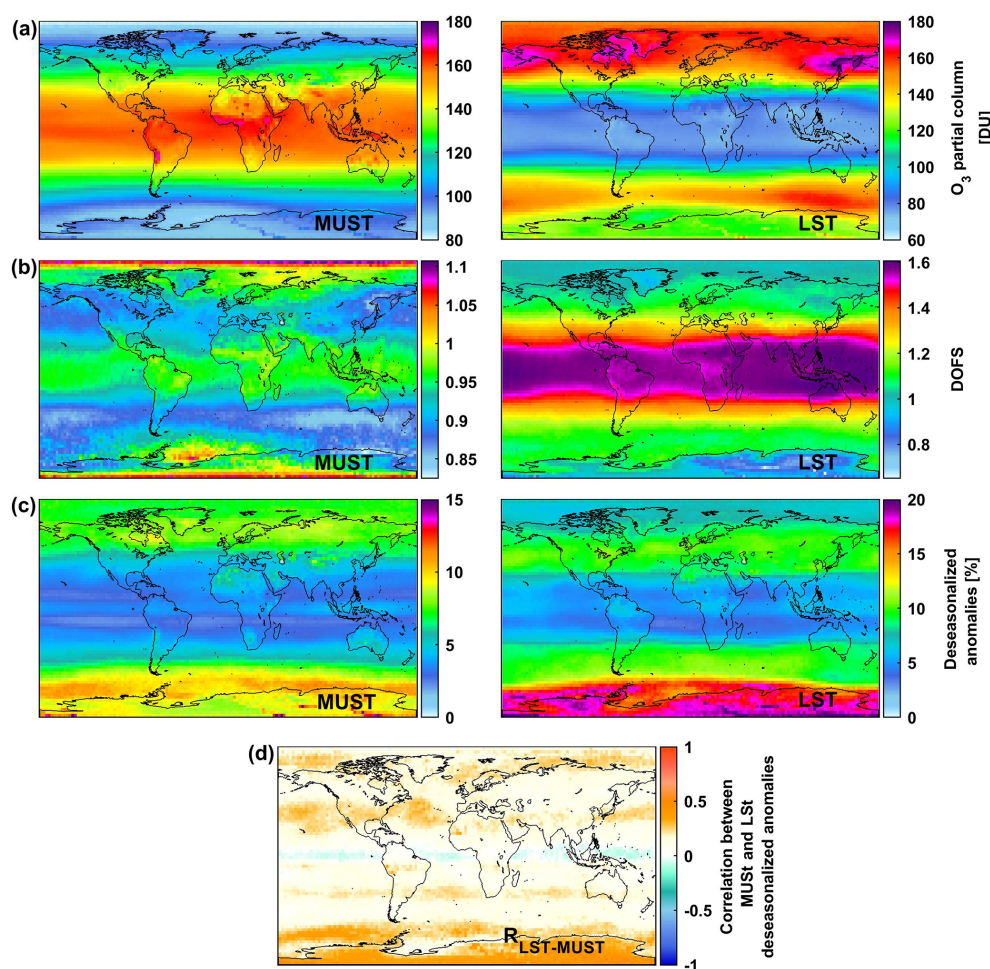 (a)
MUST
180
160
140
120
100
80
LST
180
160
140
120
100
80
60
O3 partial column
[DU]
(b)
MUST
1.1
1.05
1
0.95
0.9
0.85
LST
1.6
1.4
1.2
1
0.8
DOFS
(c)
MUST
15
10
5
0
LST
20
15
10
5
0
Deseasonalized
anomalies [%]
(d)
RLST-MUST
1
0.5
0
-0.5
-1
Correlation between
MUSt and LSt
deseasonalized anomalies